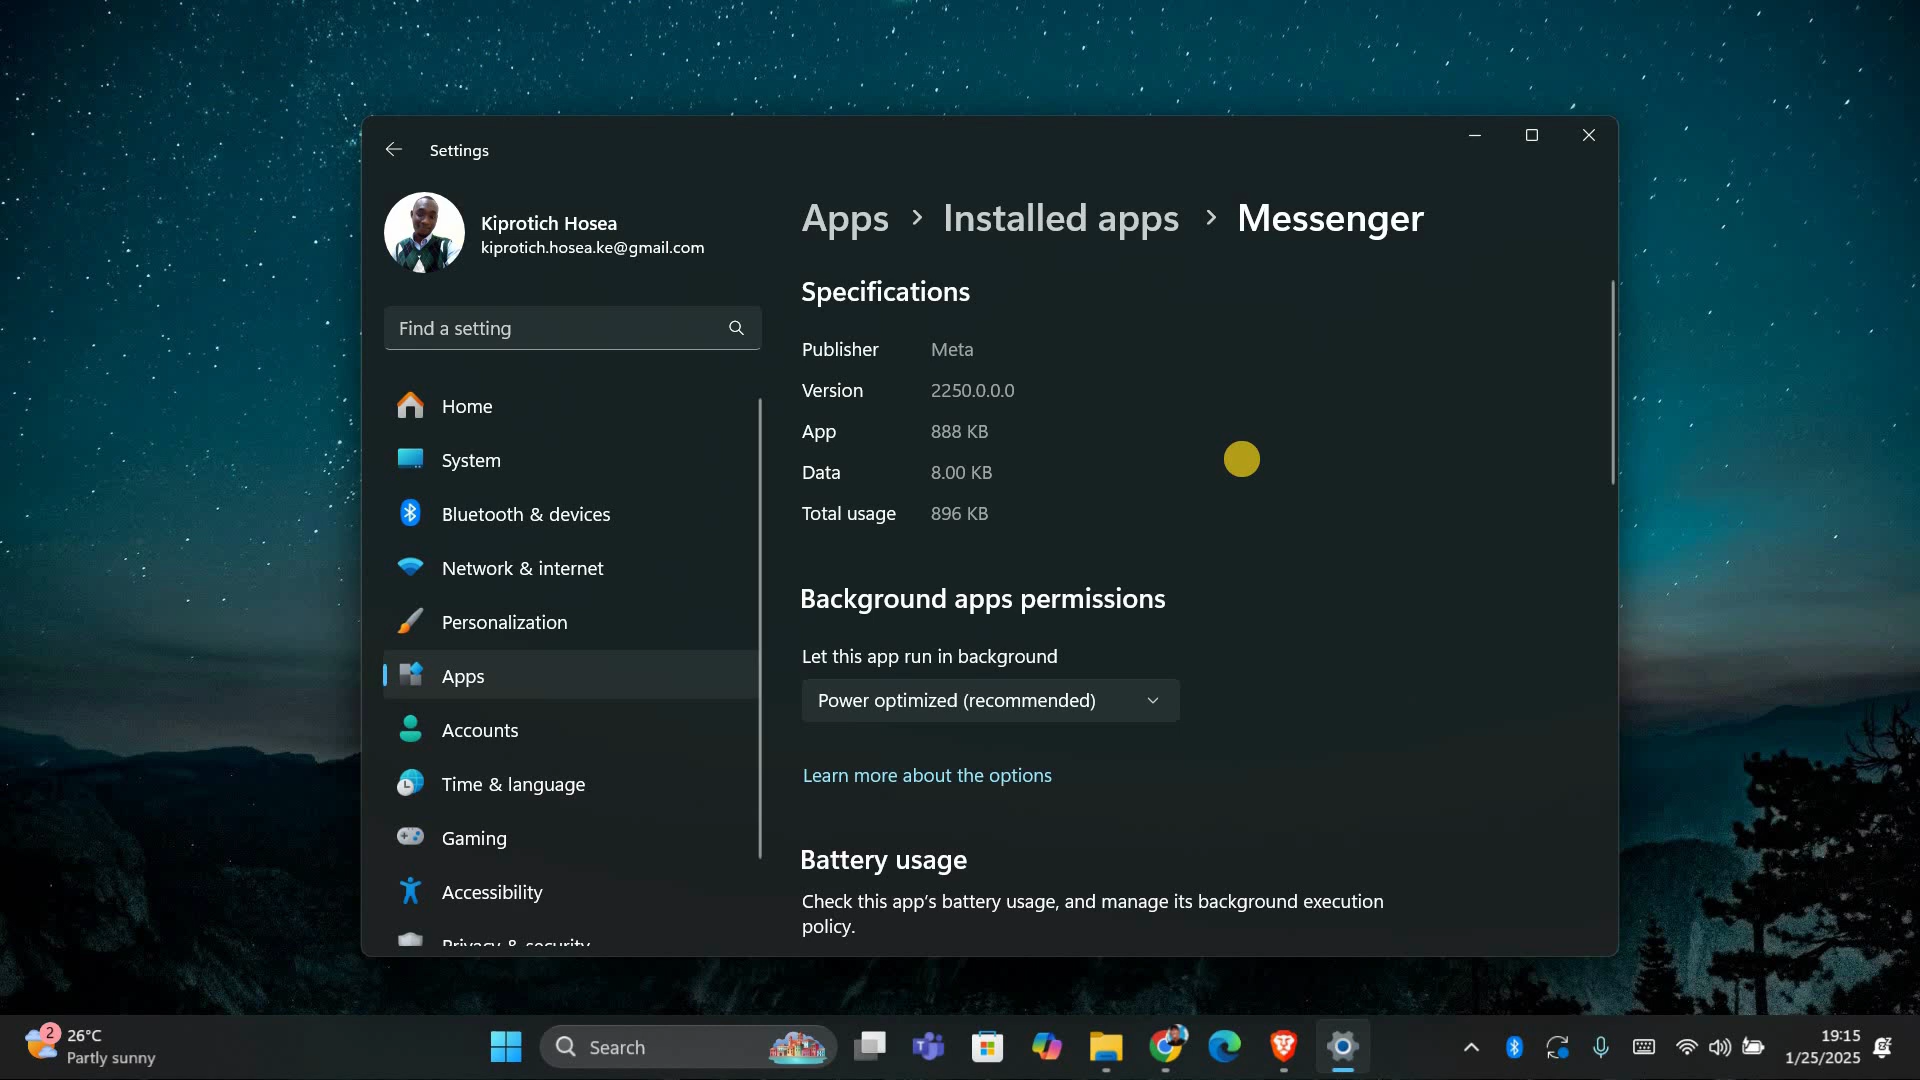 Settings
Kiprotich Hosea
kiprotich.hosea.ke@gmail.com
Find a setting
Home
System
Bluetooth & devices
Network & internet
Personalization
Apps
Accounts
Time & language
Gaming
Accessibility
Privacy & security
Apps > Installed apps > Messenger
Specifications
Publisher Meta
Version 2250.0.0.0
App 888 KB
Data 8.00 KB
Total usage 896 KB
Background apps permissions
Let this app run in background
Power optimized (recommended)
Learn more about the options
Battery usage
Check this app's battery usage, and manage its background execution
policy.
2
26°C
Partly sunny
Search
19:15
1/25/2025